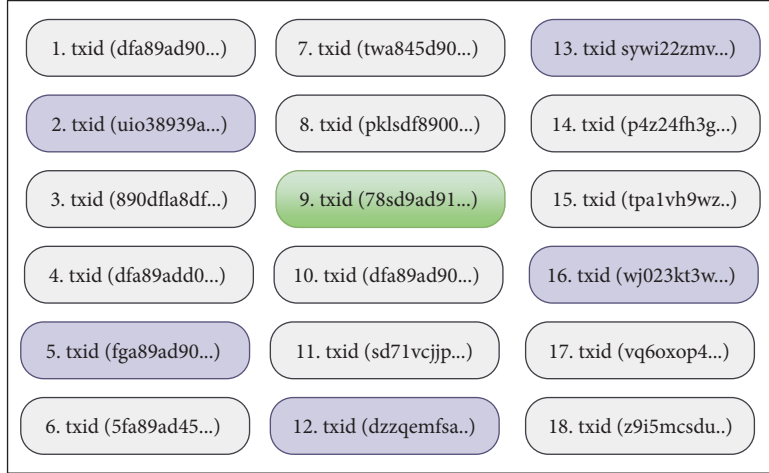 1. txid (dfa89ad90...)
2. txid (uio38939a...)
3. txid (890dfla8df...)
4. txid (dfa89add0...)
5. txid (fga89ad90...)
6. txid (5fa89ad45...)
7. txid (twa845d90...)
8. txid (pklsdf8900...)
9. txid (78sd9ad91...)
10. txid (dfa89ad90...)
11. txid (sd71vcjjp...)
12. txid (dzzqemfsa..)
13. txid sywi22zmv...)
14. txid (p4z24fh3g...)
15. txid (tpa1vh9wz..)
16. txid (wj023kt3w...)
17. txid (vq6oxop4...)
18. txid (z9i5mcsdu..)